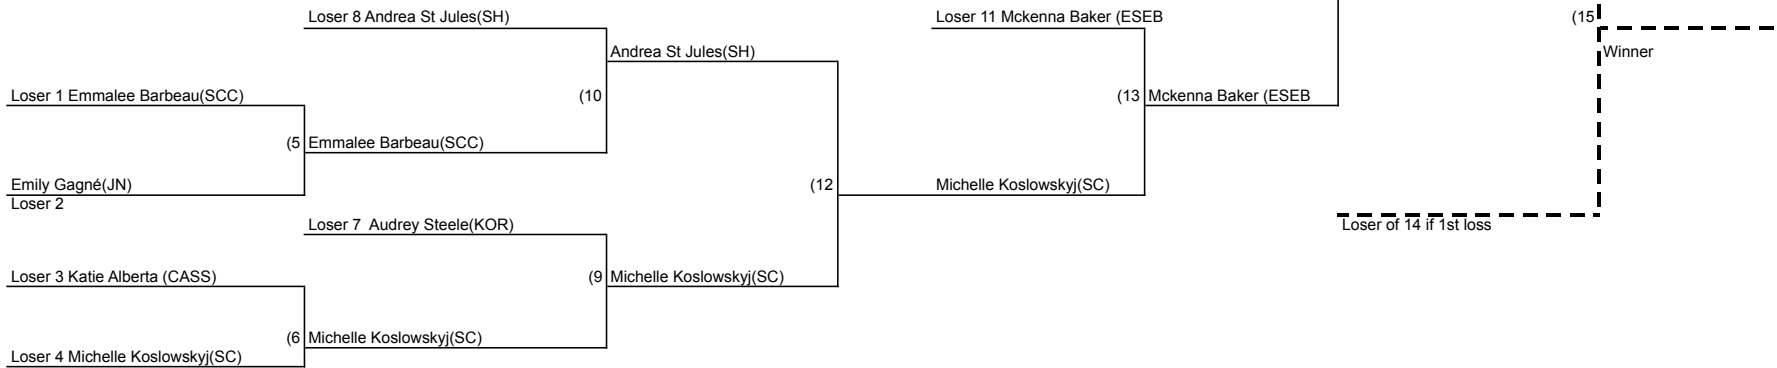 Loser 8 Andrea St Jules(SH)
Loser 11 Mckenna Baker (ESEB
(15
Andrea St Jules(SH)
Winner
Loser 1 Emmalee Barbeau(SCC)
(10
(13
Mckenna Baker (ESEB
(5
Emmalee Barbeau(SCC)
Emily Gagné(JN)
(12
Michelle Koslowskyj(SC)
Loser 2
Loser 7 Audrey Steele(KOR)
Loser of 14 if 1st loss
Loser 3 Katie Alberta (CASS)
(9
Michelle Koslowskyj(SC)
(6
Michelle Koslowskyj(SC)
Loser 4 Michelle Koslowskyj(SC)